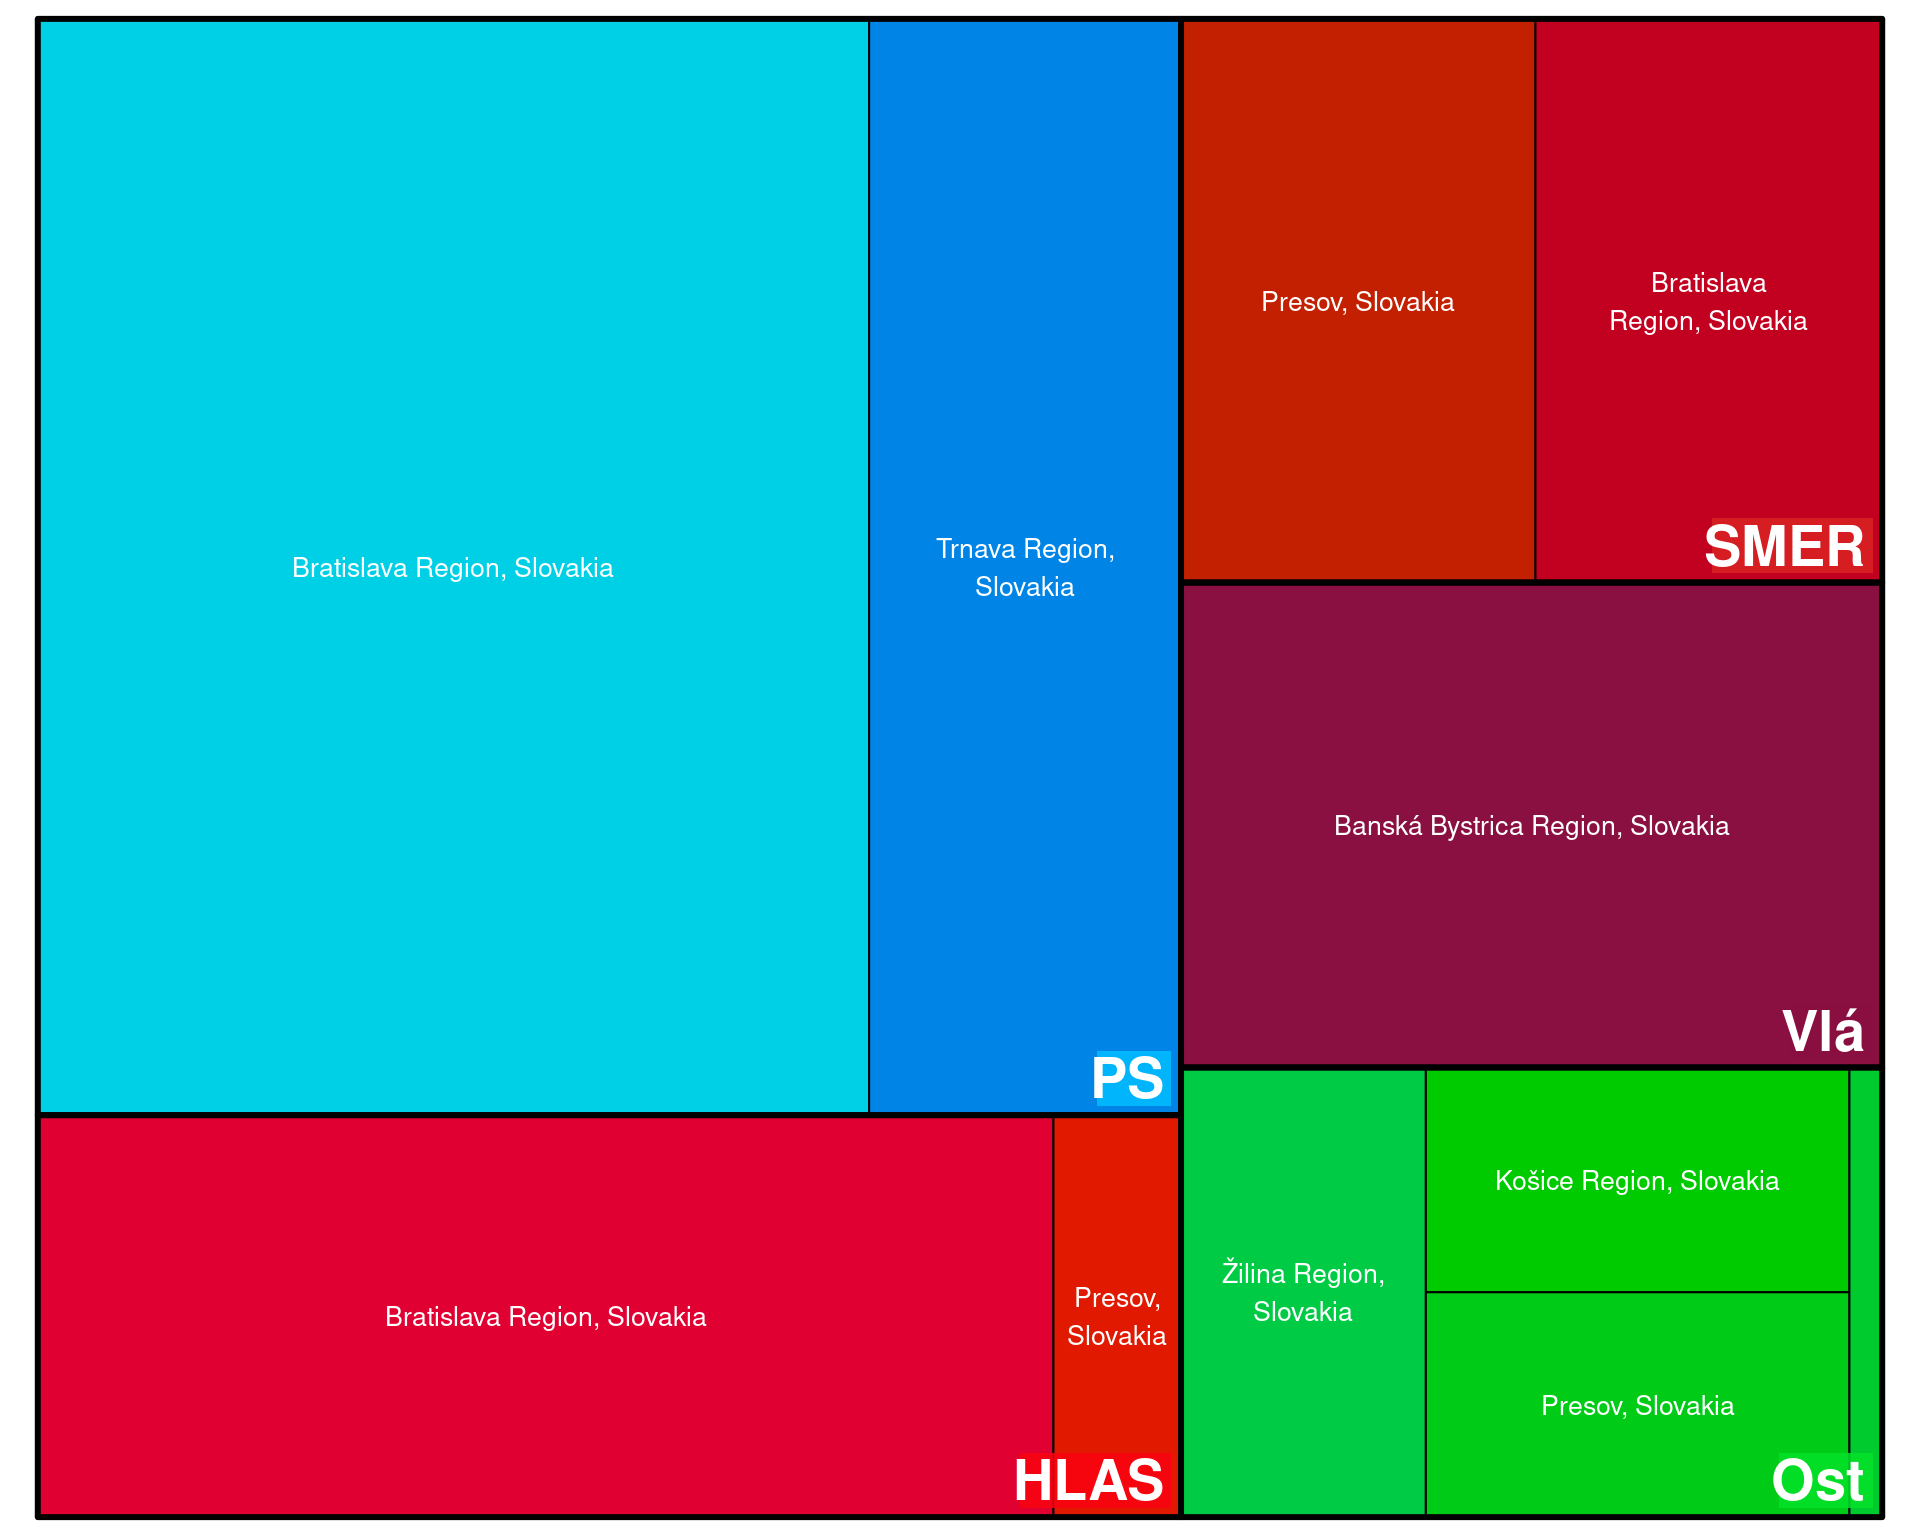 Bratislava Region, Slovakia
Trnava Region,
Slovakia
PS
Presov, Slovakia
Bratislava
Region, Slovakia
SMER
Banská Bystrica Region, Slovakia
Vlá
Bratislava Region, Slovakia
Presov,
Slovakia
HLAS
Žilina Region,
Slovakia
Košice Region, Slovakia
Presov, Slovakia
Ost